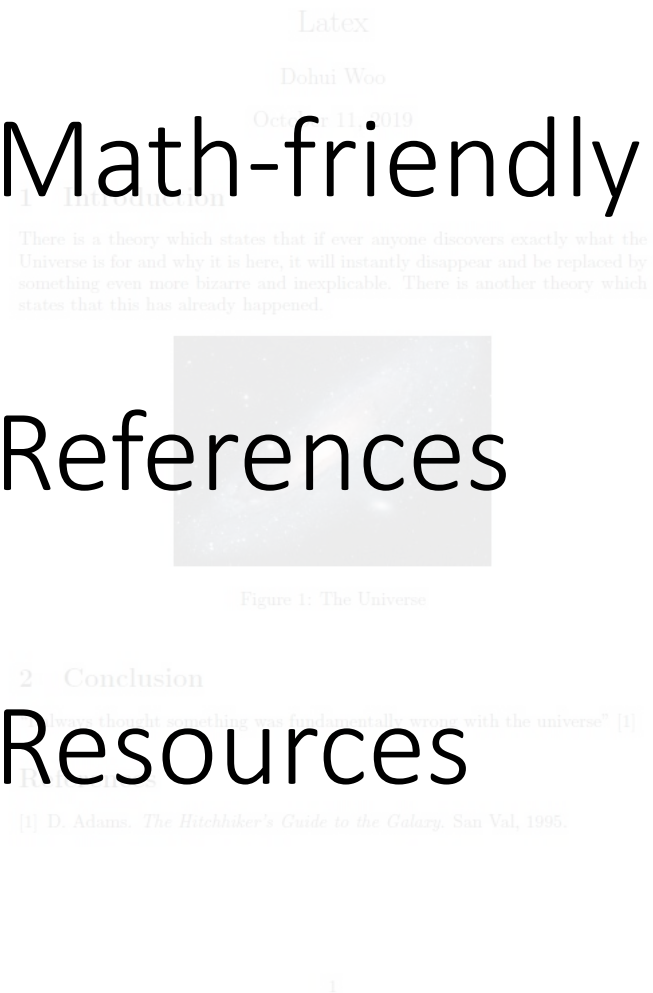 Latex
Dohui Woo
October 11, 2019
Math-friendly
1 Introduction
There is a theory which states that if ever anyone discovers exactly what the
Universe is for and why it is here, it will instantly disappear and be replaced by
something even more bizarre and inexplicable. There is another theory which
states that this has already happened.
References
Figure 1: The Universe
2 Conclusion
always thought something was fundamentally wrong with the universe" [1]
Resources
References
[1] D. Adams. The Hitchhiker's Guide to the Galaxy. San Val, 1995.
1